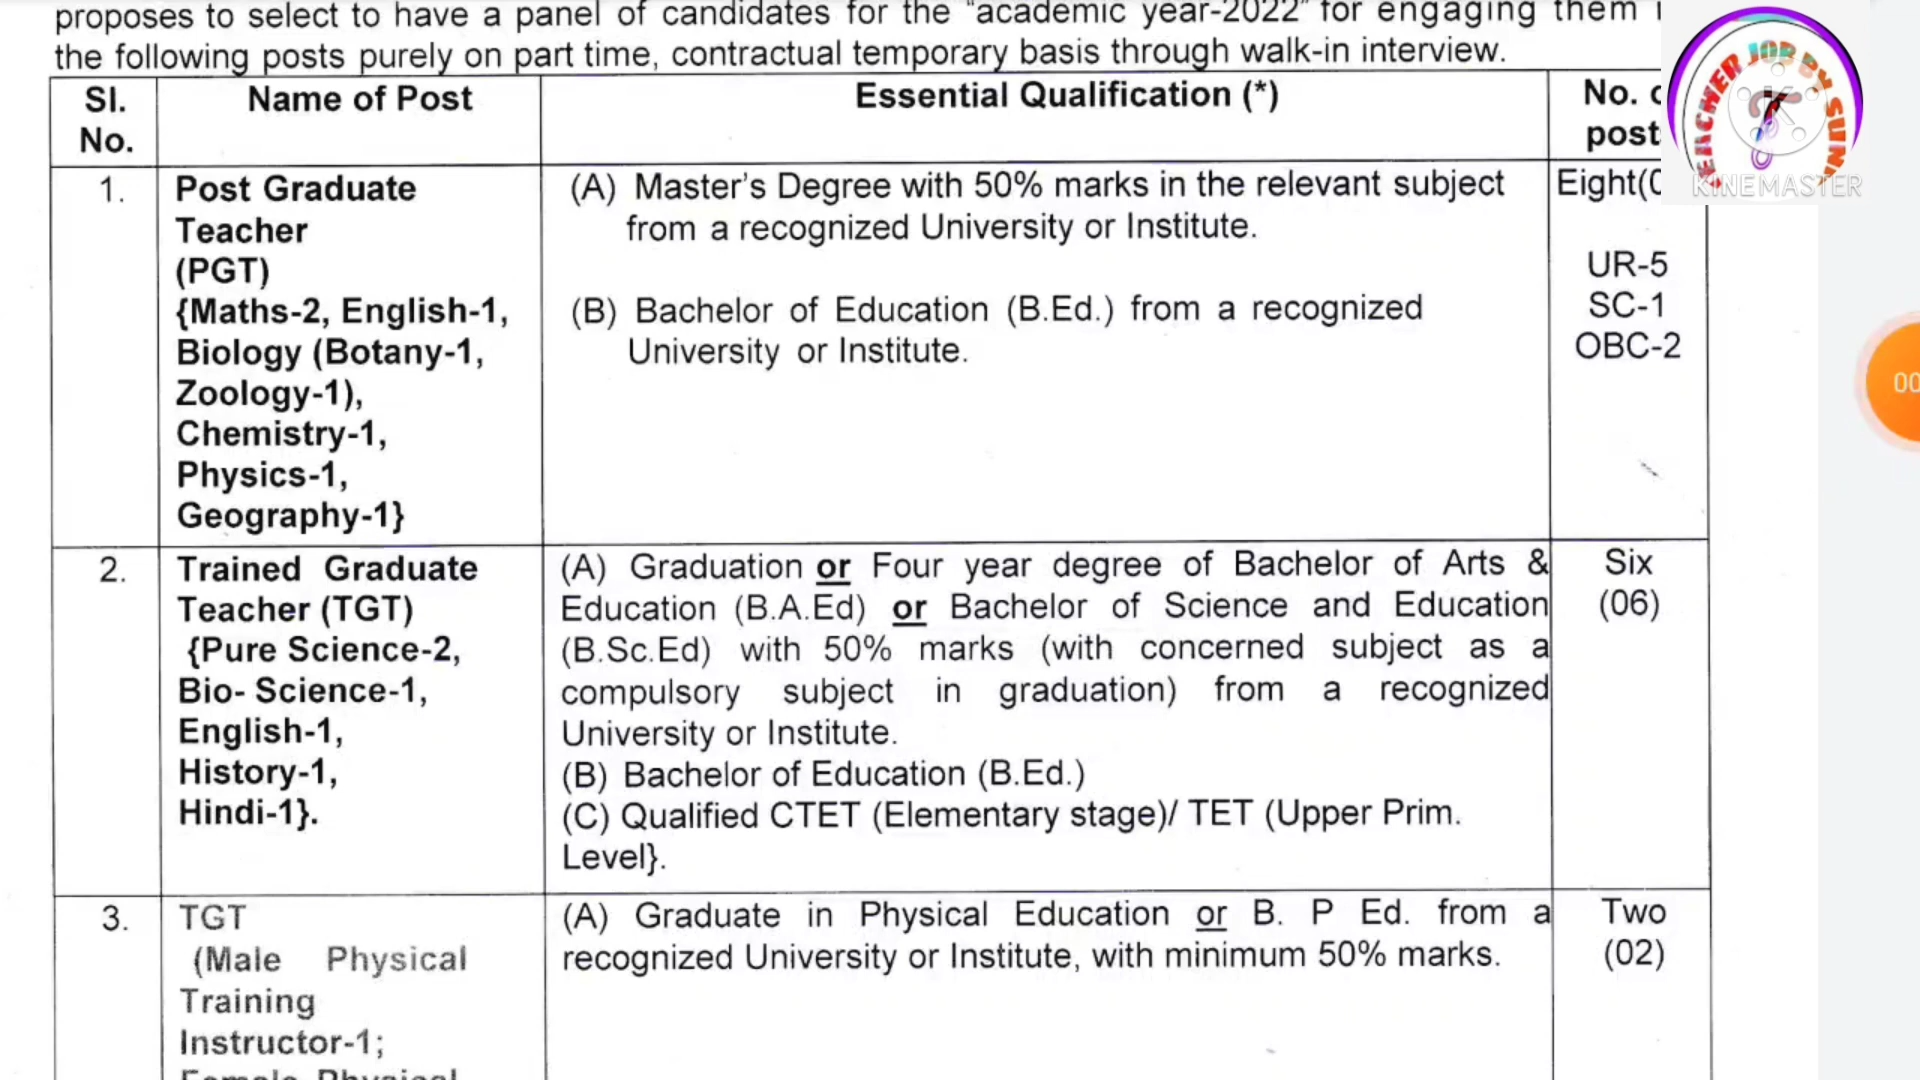 proposes to select to have a panel of candidates for the "academic year-2022" for engaging them
the following posts purely on part time, contractual temporary basis through walk-in interview.
Sl. No.
Name of Post
Essential Qualification (*)
No.
post
1.
Post Graduate
Teacher
(PGT)
{Maths-2, English-1,
Biology (Botany-1,
Zoology-1),
Chemistry-1,
Physics-1,
Geography-1}
(A) Master's Degree with 50% marks in the relevant subject
from a recognized University or Institute.
(B) Bachelor of Education (B.Ed.) from a recognized
University or Institute.
Eight(0
UR-5
SC-1
OBC-2
2.
Trained Graduate
Teacher (TGT)
{Pure Science-2,
Bio- Science-1,
English-1,
History-1,
Hindi-1}.
(A) Graduation or Four year degree of Bachelor of Arts &
Education (B.A.Ed) or Bachelor of Science and Education
(B.Sc.Ed) with 50% marks (with concerned subject as a
compulsory subject in graduation) from a recognized
University or Institute.
(B) Bachelor of Education (B.Ed.)
(C) Qualified CTET (Elementary stage)/ TET (Upper Prim.
Level}.
Six
(06)
3.
TGT
(Male Physical
Training
Instructor-1;
Female Physical
(A) Graduate in Physical Education or B. P Ed. from a
recognized University or Institute, with minimum 50% marks.
Two
(02)
TEACHER JOB BY SUNI
KINEMASTER
00